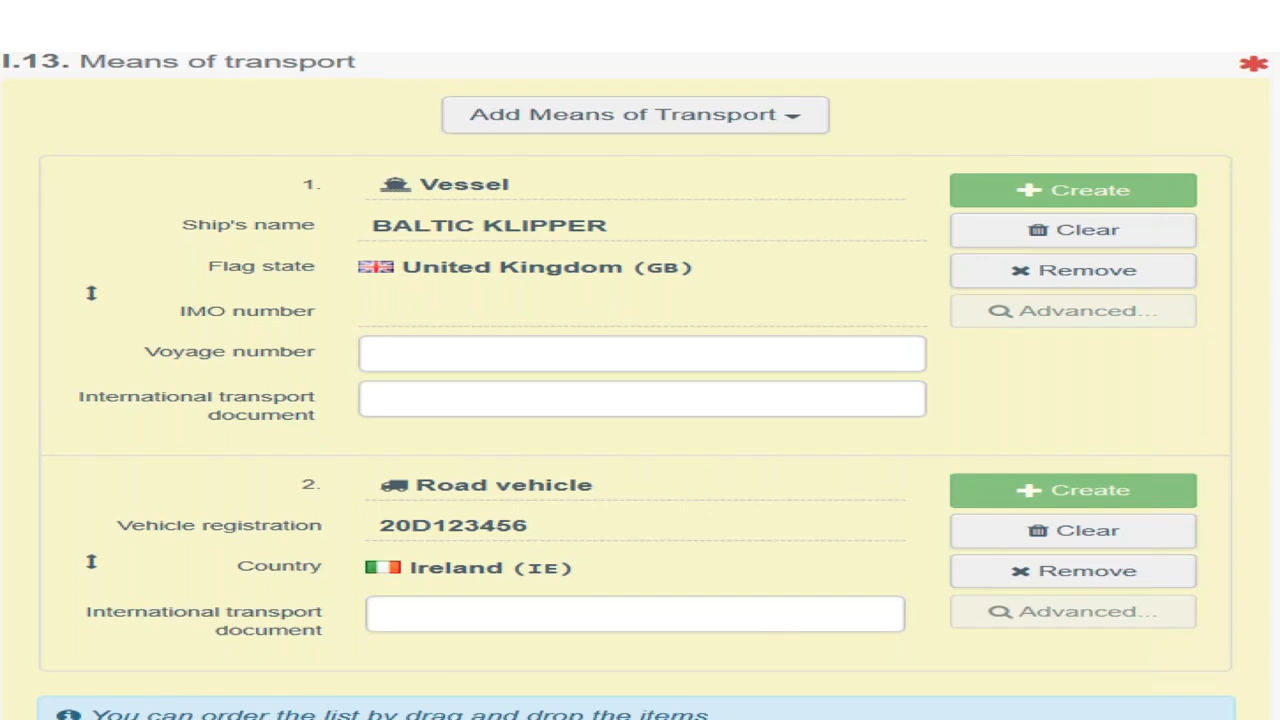 I.13. Means of transport *
Add Means of Transport
1. Vessel
Create
Ship's name BALTIC KLIPPER
Clear
Flag state United Kingdom (GB)
Remove
IMO number
Advanced...
Voyage number
International transport
document
2. Road vehicle
Create
Vehicle registration 20D123456
Clear
Country Ireland (IE)
Remove
International transport
document
Advanced...
You can order the list by drag and drop the items